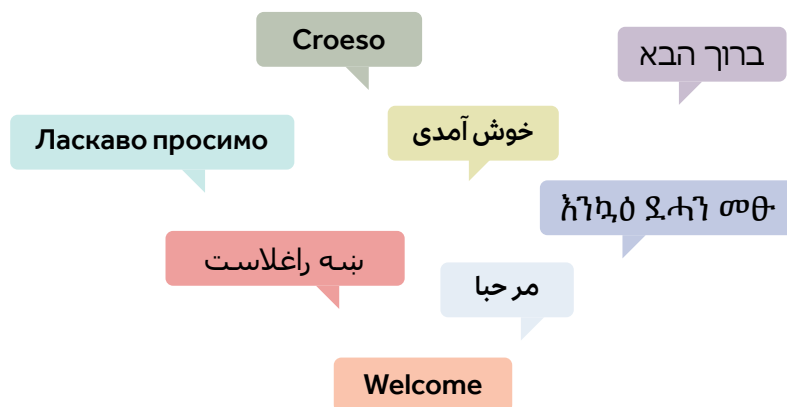 Croeso
ברוך הבא
Ласкаво просимо
خوش آمدی
እንኳዕ ደሓን መፁ
ښه راغلاست
مرحبا
Welcome